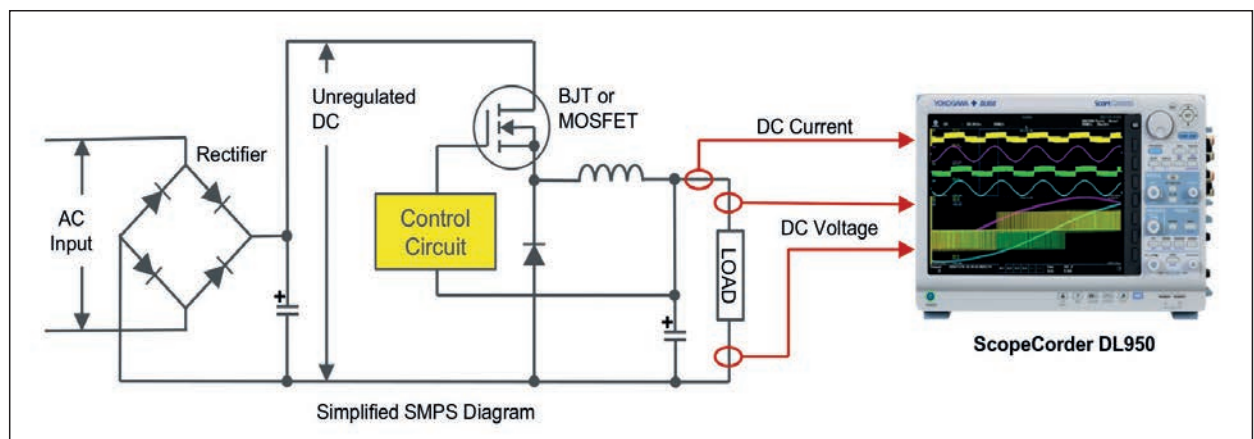 AC
Input
Rectifier
Unregulated
DC
BJT or
MOSFET
Control
Circuit
+
+
LOAD
DC Current
DC Voltage
Simplified SMPS Diagram
YOKOGAWA
ScopeCorder DL950